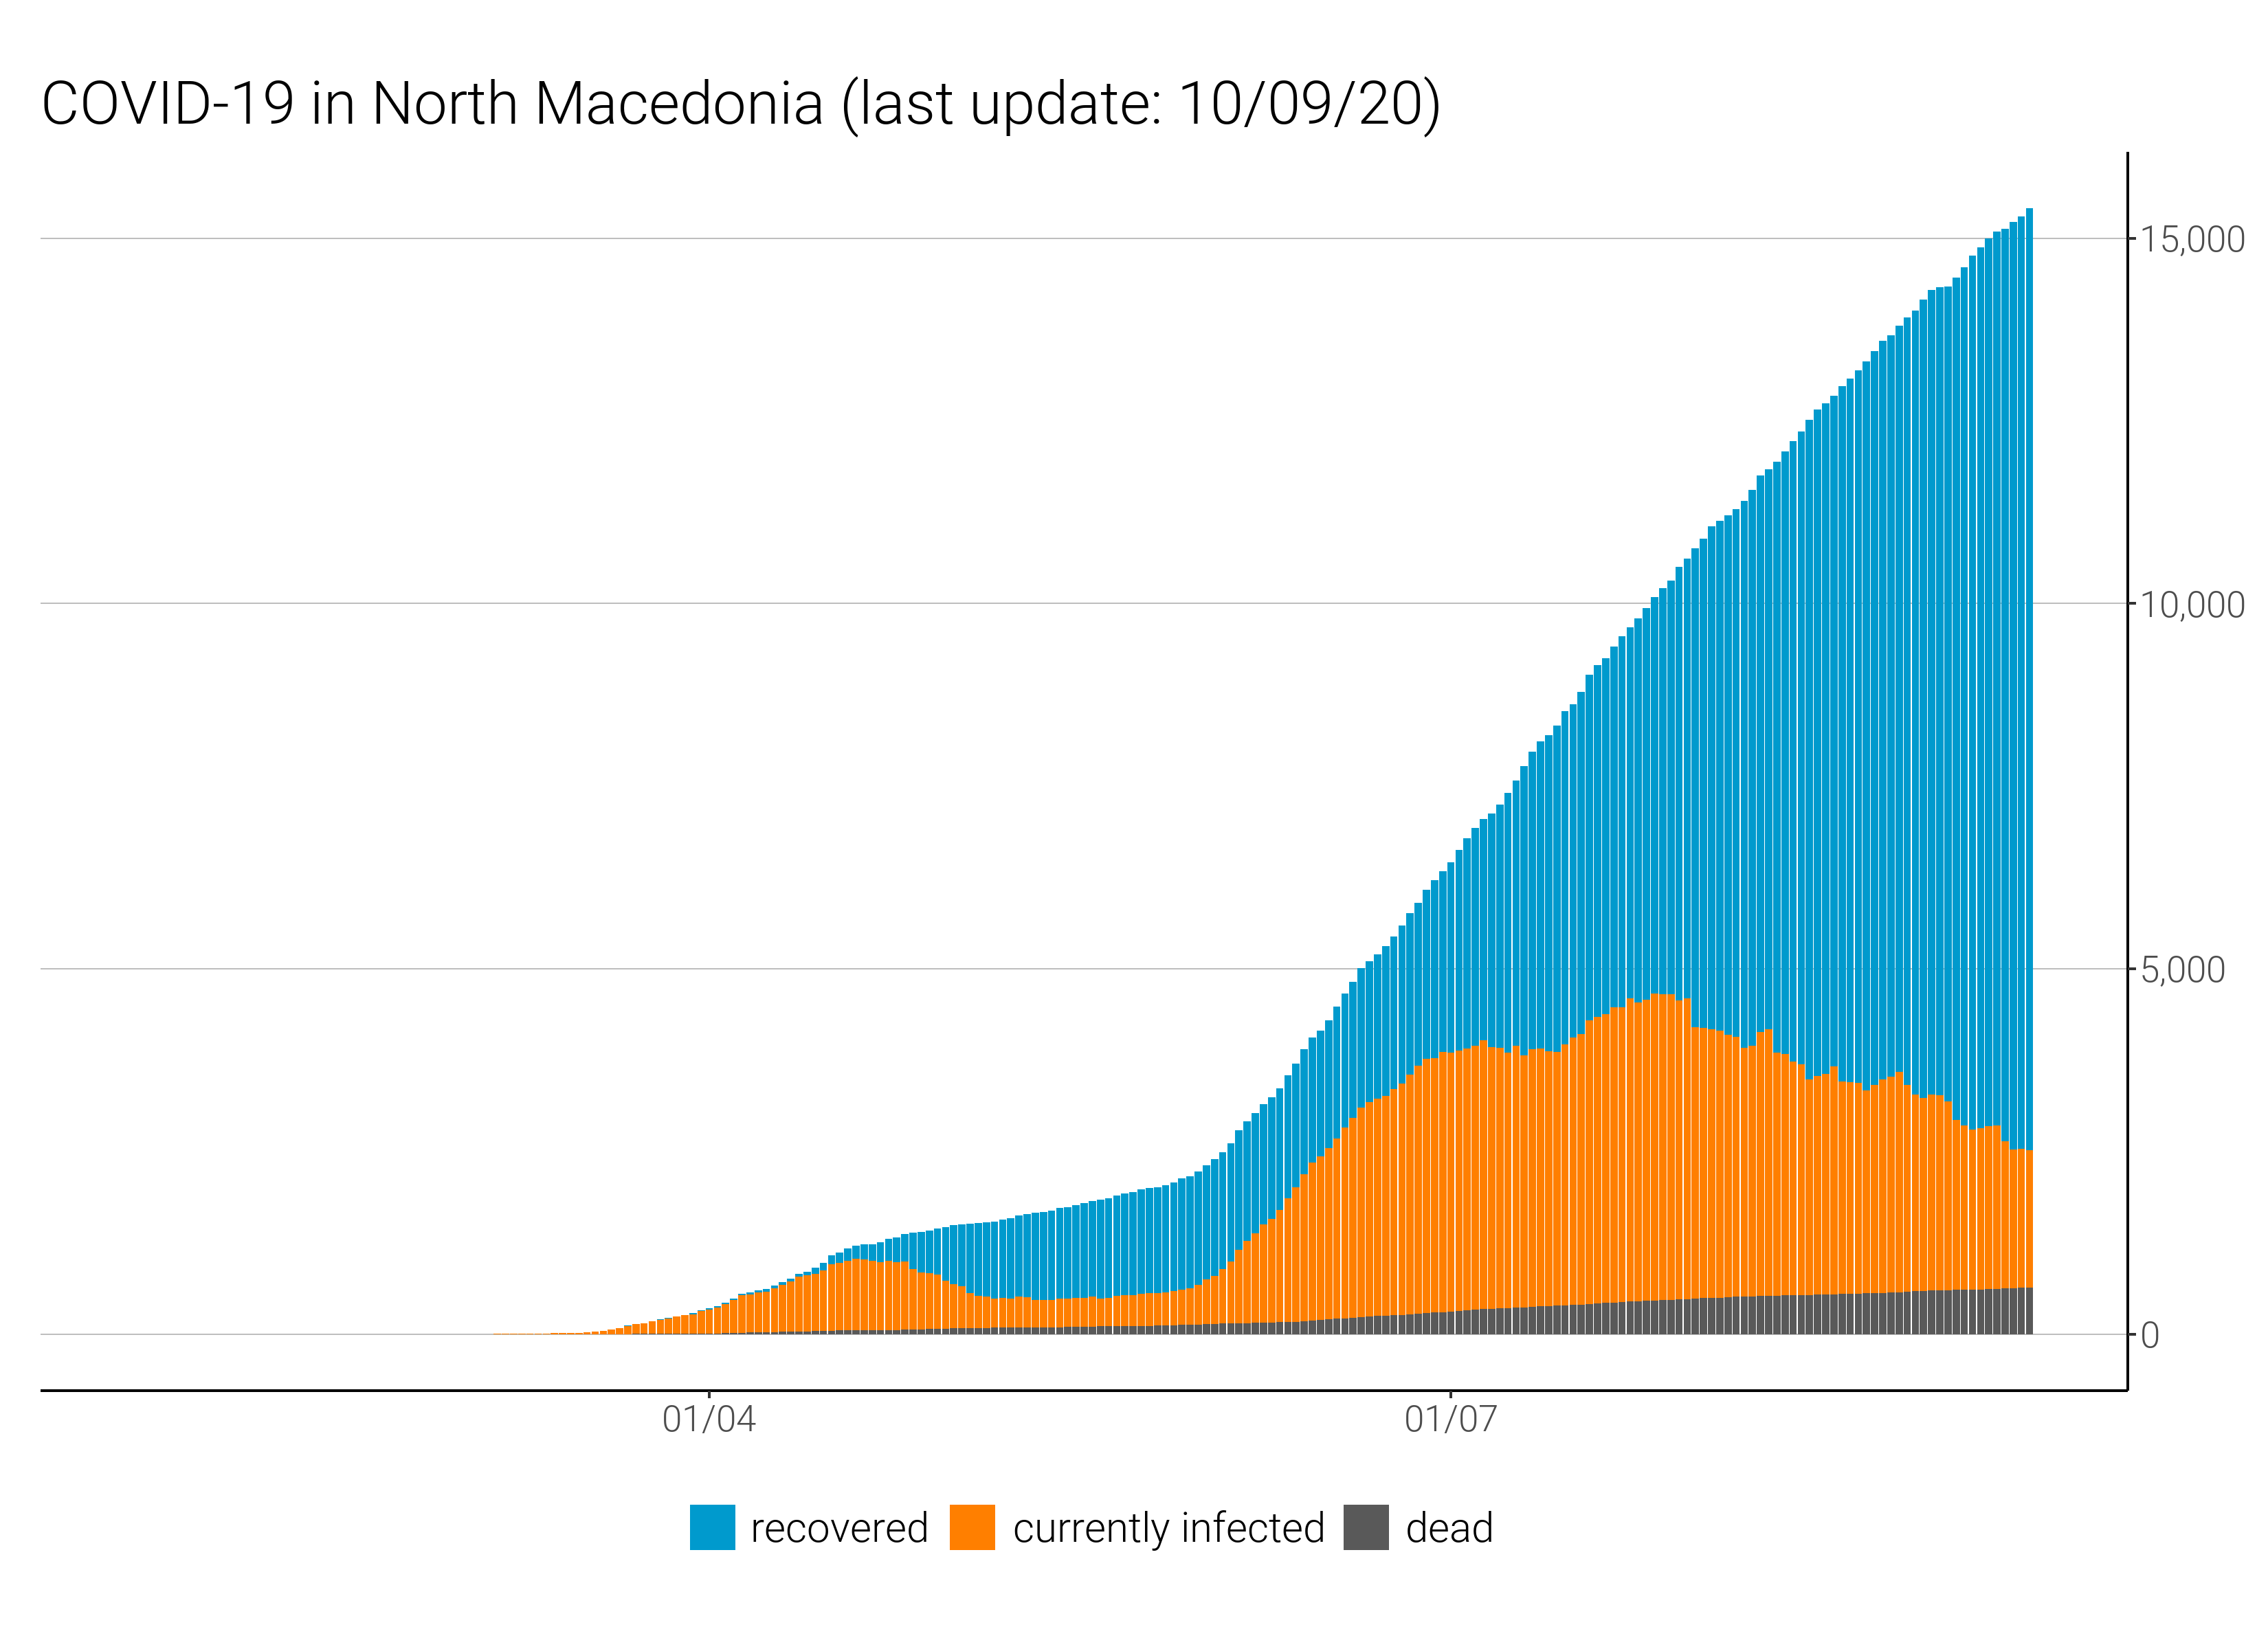 COVID-19 in North Macedonia (last update: 10/09/20)
15,000
10,000
5,000
0
01/04 01/07
recovered currently infected dead